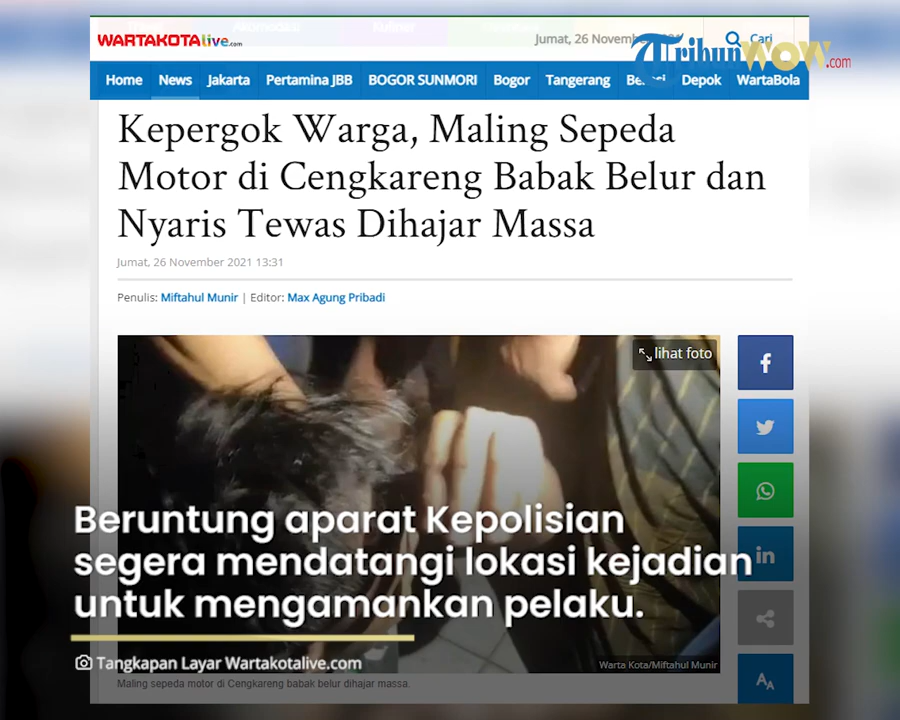 WARTAKOTAlive.com
Jumat, 26 November
Cari
TribunWOW.com
Home News Jakarta Pertamina JBB BOGOR SUNMORI Bogor Tangerang Bekasi Depok WartaBola
Kepergok Warga, Maling Sepeda
Motor di Cengkareng Babak Belur dan
Nyaris Tewas Dihajar Massa
Jumat, 26 November 2021 13:31
Penulis: Miftahul Munir | Editor: Max Agung Pribadi
lihat foto
Beruntung aparat Kepolisian
segera mendatangi lokasi kejadian
untuk mengamankan pelaku.
Tangkapan Layar Wartakotalive.com
Warta Kota/Miftahul Munir
Maling sepeda motor di Cengkareng babak belur dihajar massa.
f
in
AA